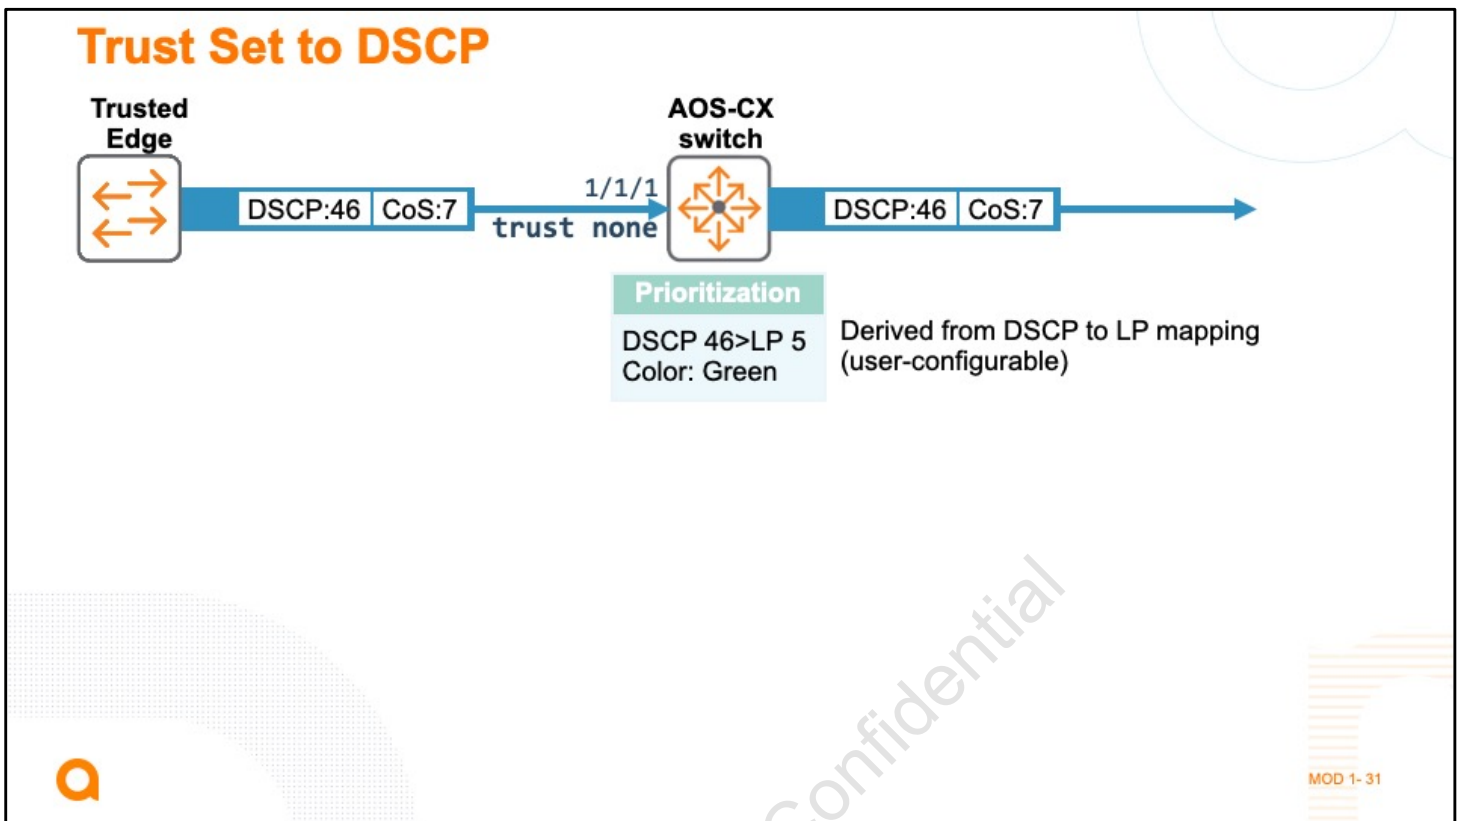 Trust Set to DSCP
Trusted
Edge
AOS-CX
switch
DSCP:46 CoS:7
1/1/1
trust none
DSCP:46 CoS:7
Prioritization
DSCP 46>LP 5
Color: Green
Derived from DSCP to LP mapping
(user-configurable)
Confidential
MOD 1- 31